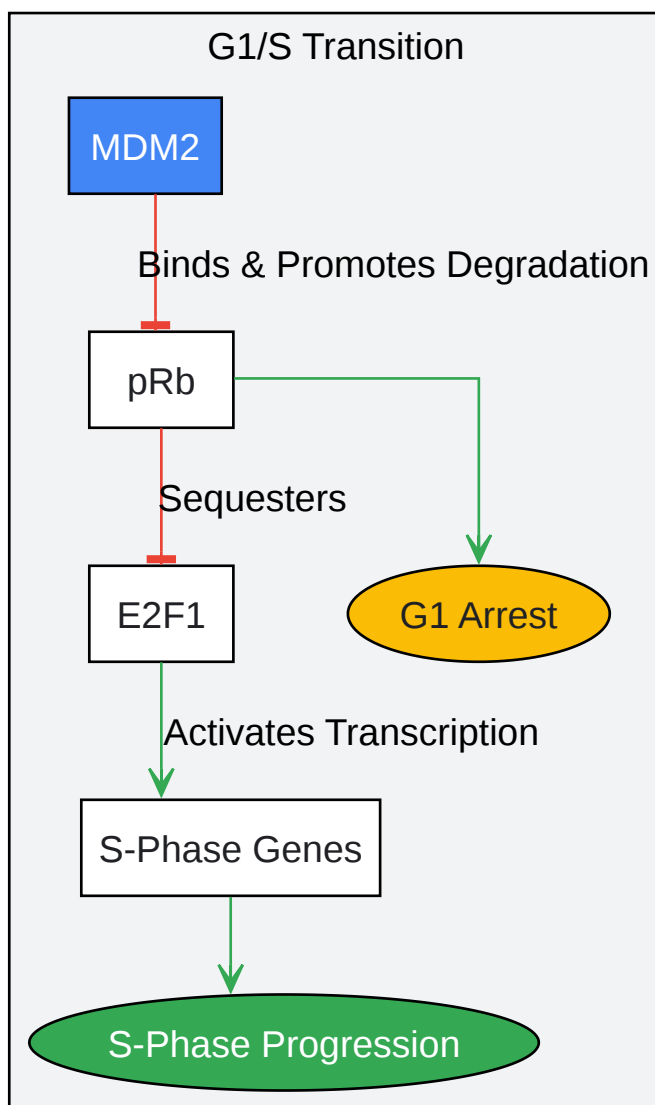 G1/S Transition
MDM2
Binds & Promotes Degradation
pRb
Sequesters
E2F1
G1 Arrest
Activates Transcription
S-Phase Genes
S-Phase Progression